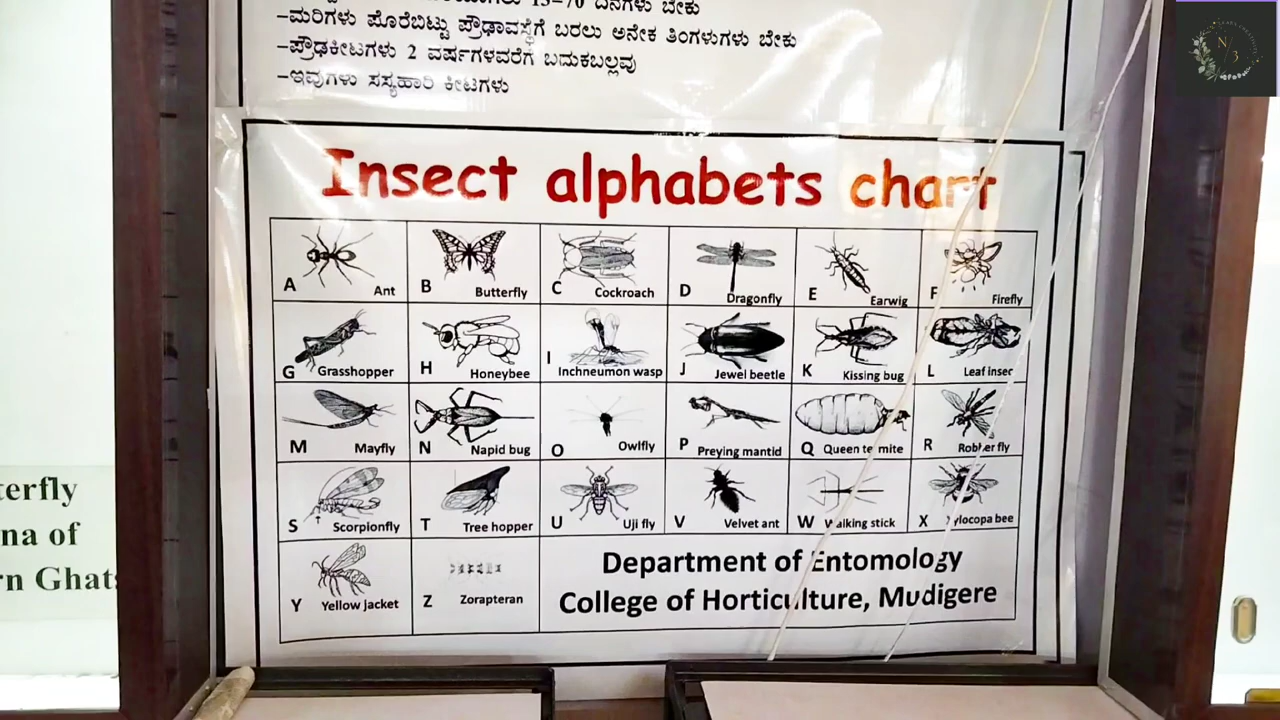 ದಿನಗಳು ಬೇಕು
–ಮರಿಗಳು ಪೊರೆಬಿಟ್ಟು ಪ್ರೌಢಾವಸ್ಥೆಗೆ ಬರಲು ಅನೇಕ ತಿಂಗಳುಗಳು ಬೇಕು
–ಪ್ರೌಢಕೀಟಗಳು 2 ವರ್ಷಗಳವರೆಗೆ ಬದುಕಬಲ್ಲವು
–ಇವುಗಳು ಸಸ್ಯಹಾರಿ ಕೀಟಗಳು
Insect alphabets chart
A Ant B Butterfly C Cockroach D Dragonfly E Earwig F Firefly
G Grasshopper H Honeybee I Inchneumon wasp J Jewel beetle K Kissing bug L Leaf insec
M Mayfly N Napid bug O Owlfly P Preying mantid Q Queen te mite R Robber fly
S Scorpionfly T Tree hopper U Uji fly V Velvet ant W Walking stick X ylocopa bee
Y Yellow jacket Z Zorapteran
Department of Entomology
College of Horticulture, Mudigere
terfly
na of
rn Ghats
N
B